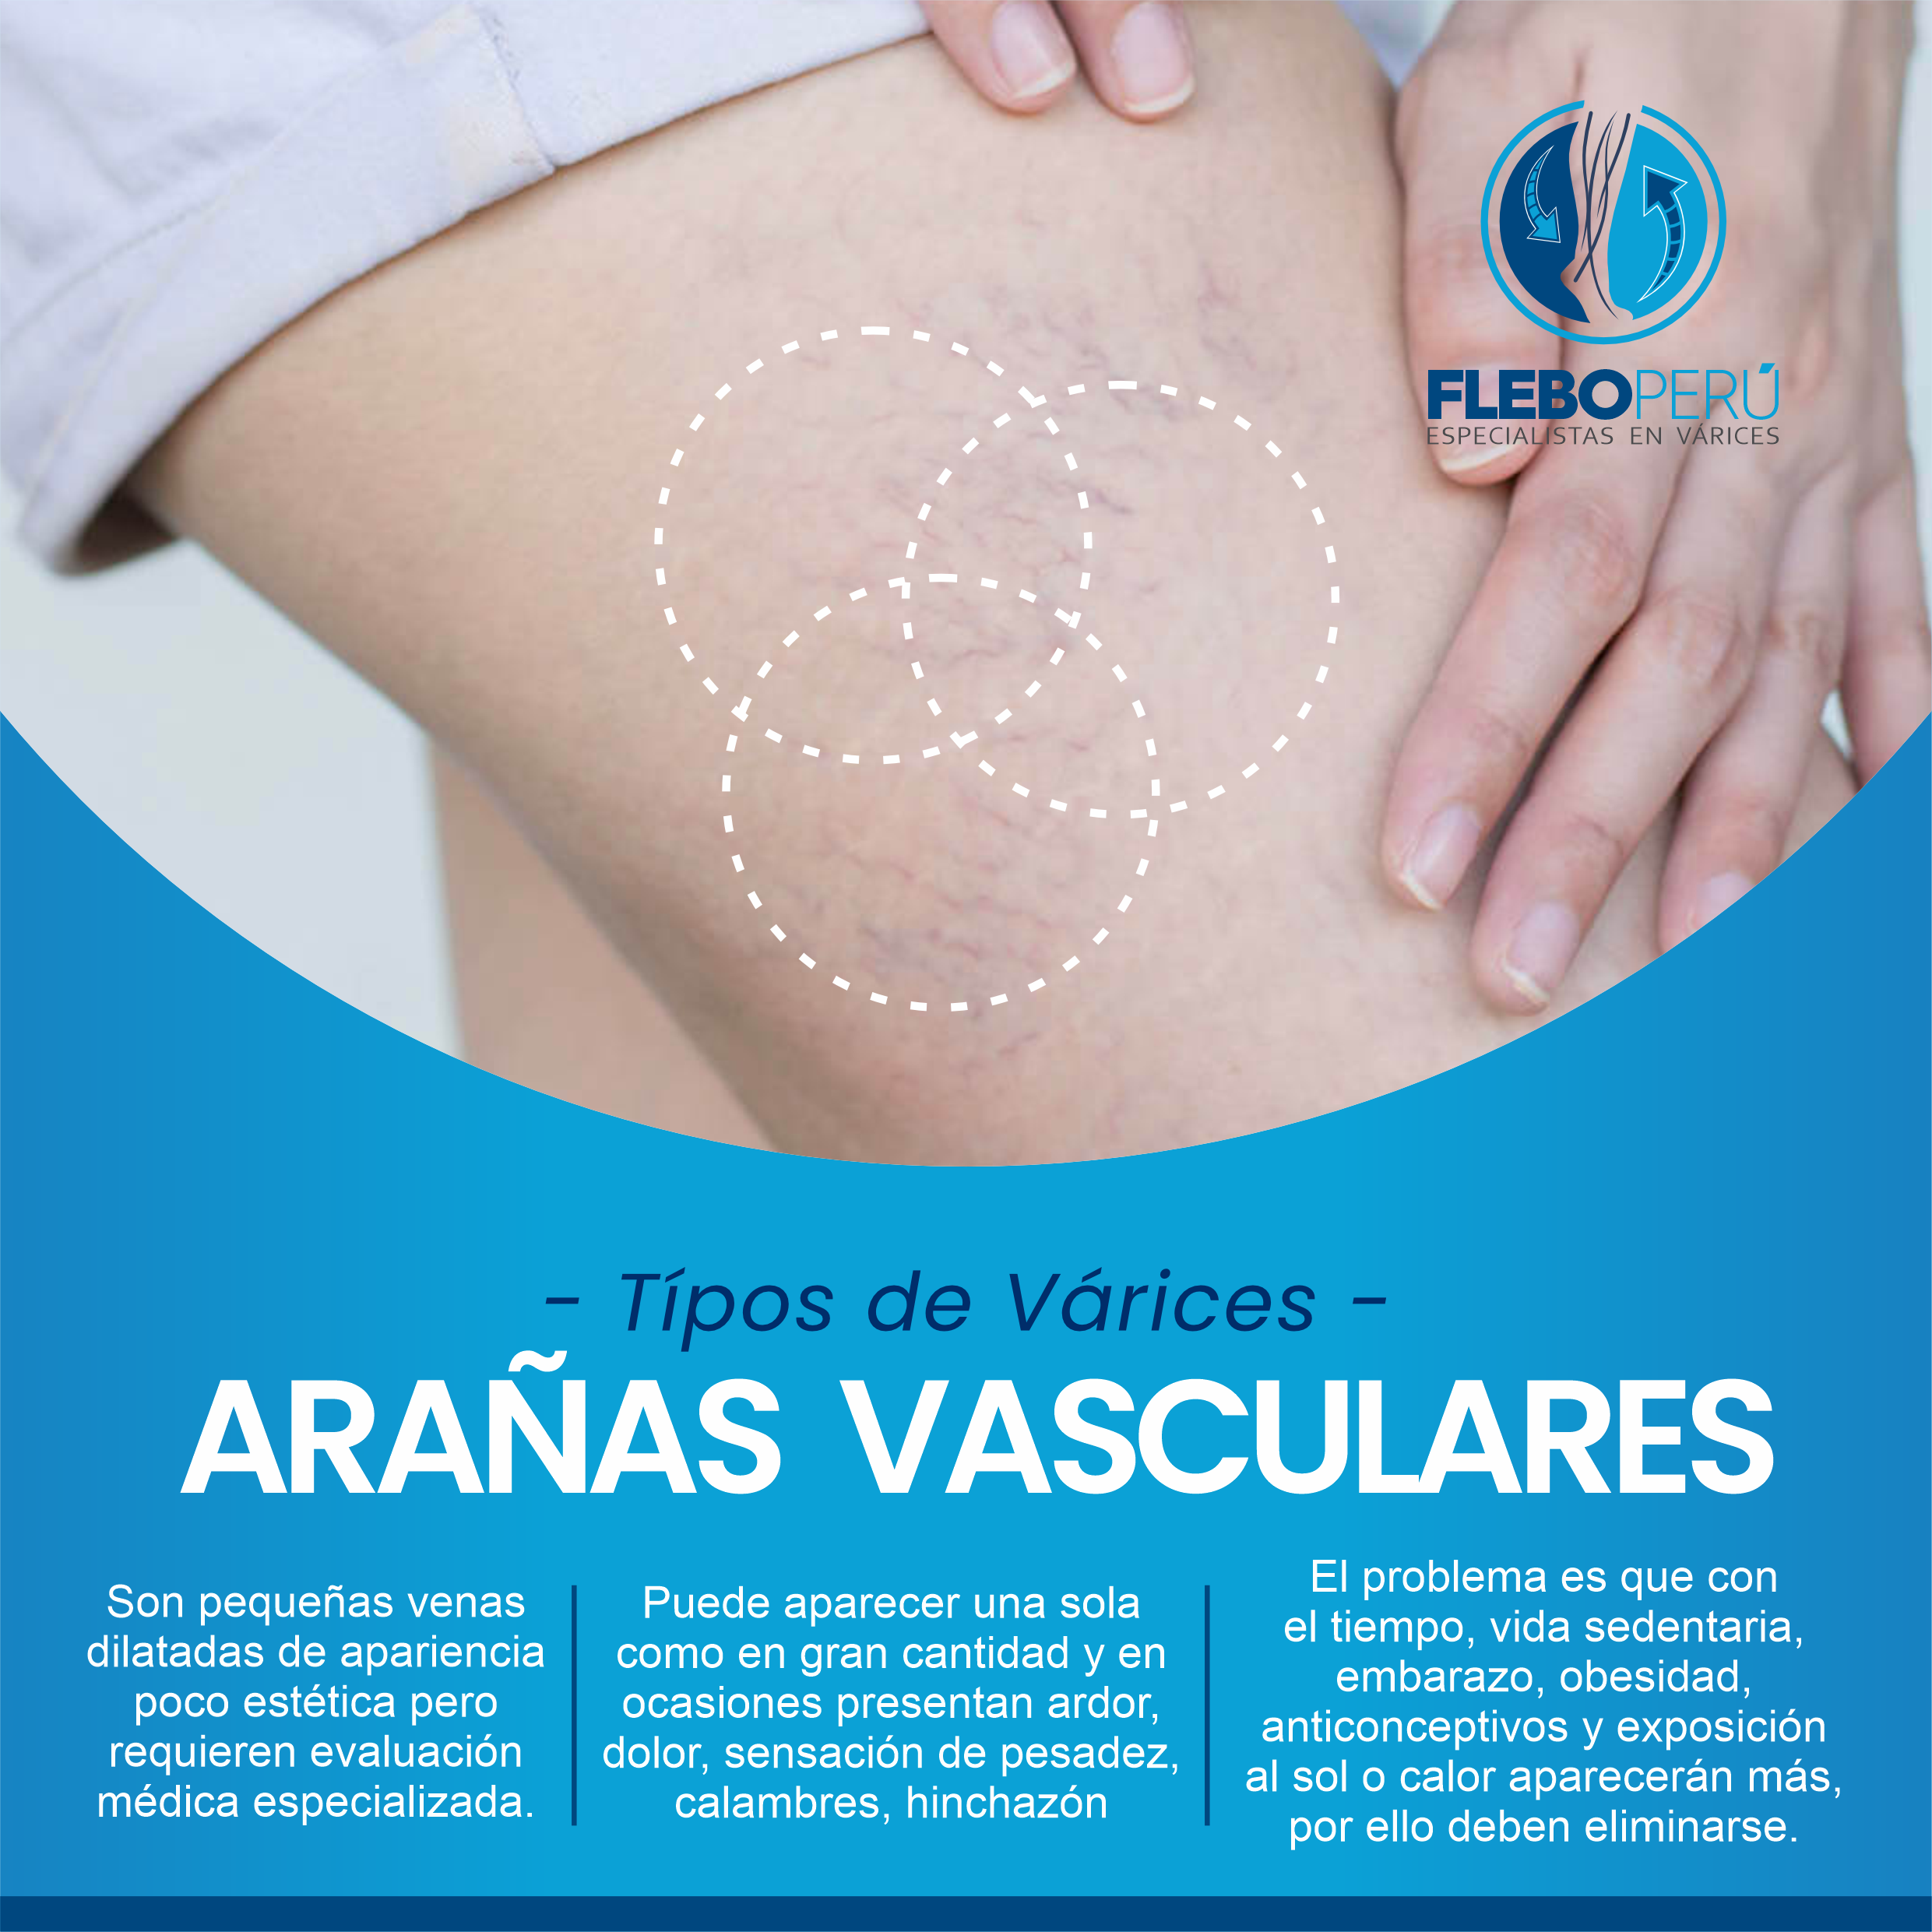 FLEBOPERÚ
ESPECIALISTAS EN VÁRICES
- Típos de Várices -
ARAÑAS VASCULARES
Son pequeñas venas
dilatadas de apariencia
poco estética pero
requieren evaluación
médica especializada.
Puede aparecer una sola
como en gran cantidad y en
ocasiones presentan ardor,
dolor, sensación de pesadez,
calambres, hinchazón
El problema es que con
el tiempo, vida sedentaria,
embarazo, obesidad,
anticonceptivos y exposición
al sol o calor aparecerán más,
por ello deben eliminarse.